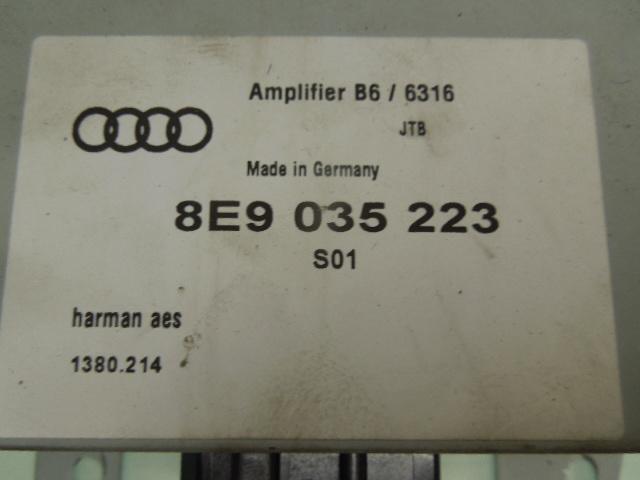 Amplifier B6 / 6316
JTB
Made in Germany
8E9 035 223
S01
harman aes
1380.214